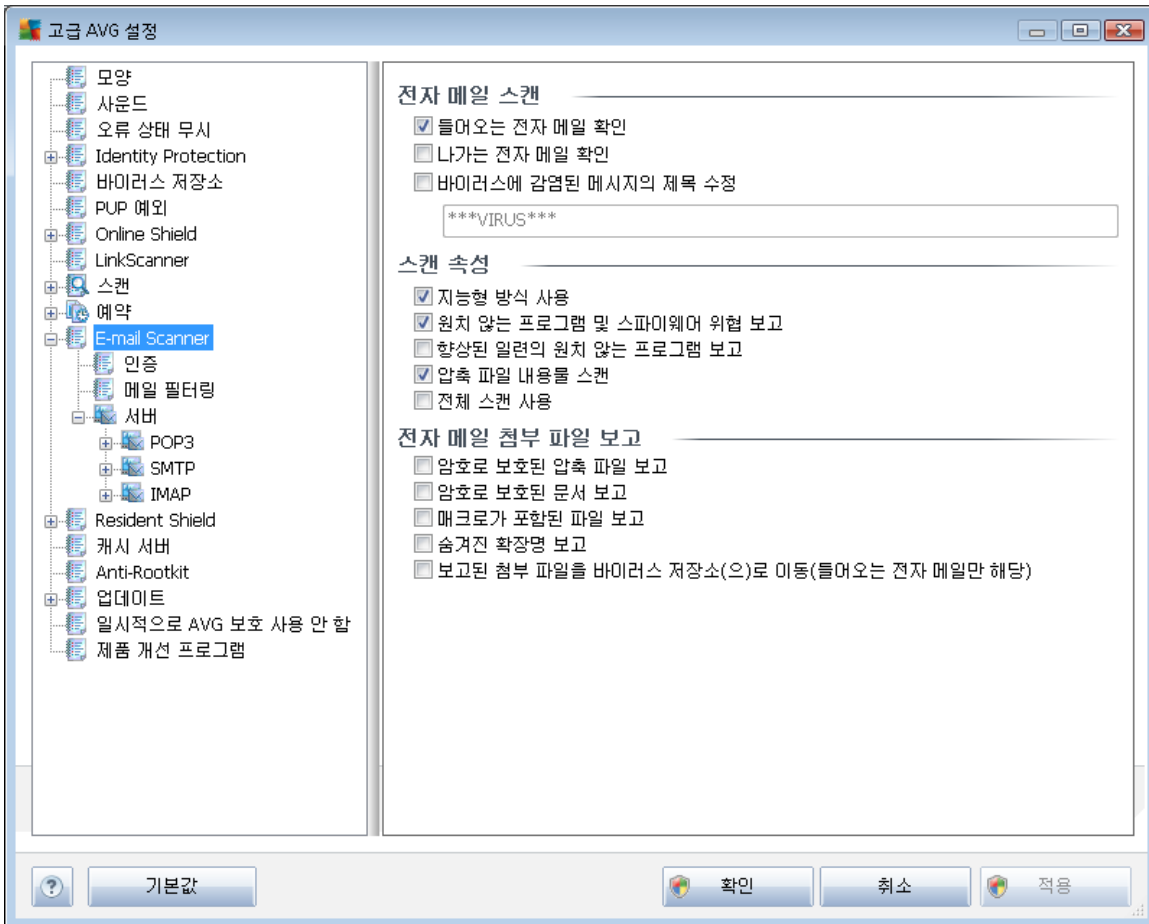 고급 AVG 설정
모양
사운드
오류 상태 무시
Identity Protection
바이러스 저장소
PUP 예외
Online Shield
LinkScanner
스캔
예약
E-mail Scanner
인증
메일 필터링
서버
POP3
SMTP
IMAP
Resident Shield
캐시 서버
Anti-Rootkit
업데이트
일시적으로 AVG 보호 사용 안 함
제품 개선 프로그램
전자 메일 스캔
들어오는 전자 메일 확인
나가는 전자 메일 확인
바이러스에 감염된 메시지의 제목 수정
***VIRUS***
스캔 속성
지능형 방식 사용
원치 않는 프로그램 및 스파이웨어 위협 보고
향상된 일련의 원치 않는 프로그램 보고
압축 파일 내용물 스캔
전체 스캔 사용
전자 메일 첨부 파일 보고
암호로 보호된 압축 파일 보고
암호로 보호된 문서 보고
매크로가 포함된 파일 보고
숨겨진 확장명 보고
보고된 첨부 파일을 바이러스 저장소(으)로 이동(들어오는 전자 메일만 해당)
?
기본값
확인
취소
적용